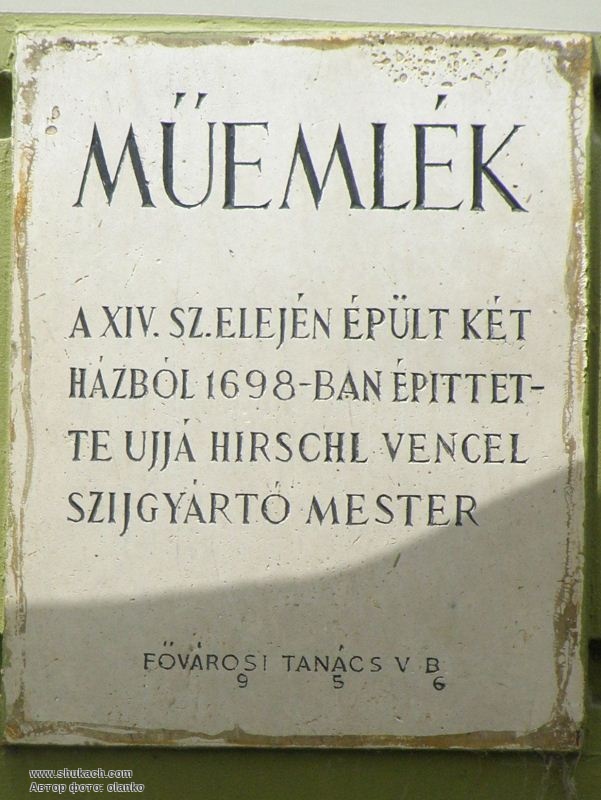 MŰEMLÉK
A XIV. SZ. ELEJÉN ÉPÜLT KÉT
HÁZBÓL 1698-BAN ÉPITTET-
TE UJJÁ HIRSCHL VENCEL
SZIJGYÁRTÓ MESTER
FŐVÁROSI TANÁCS V B
9 5 6
www.shukach.com
Автор фото: olanko